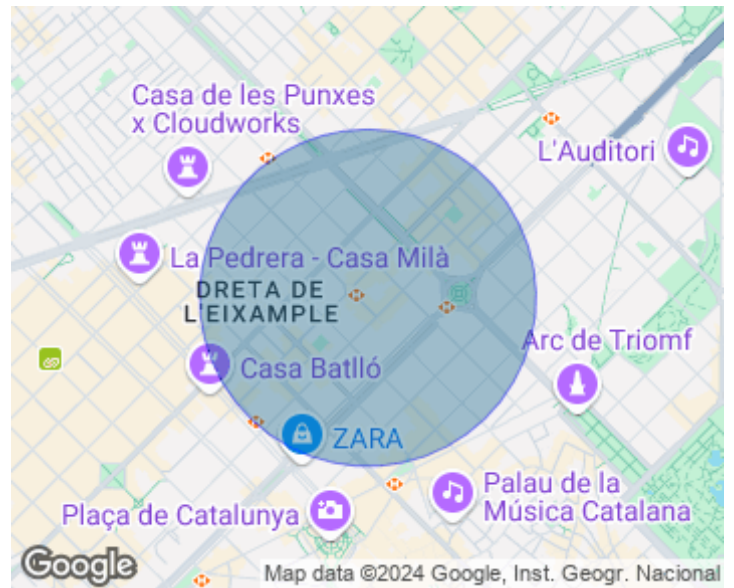 Casa de les Punxes
x Cloudworks
L'Auditori
La Pedrera - Casa Milà
DRETA DE
L'EIXAMPLE
Arc de Triomf
Casa Batlló
ZARA
Palau de la
Música Catalana
Plaça de Catalunya
Google
Map data ©2024 Google, Inst. Geogr. Nacional